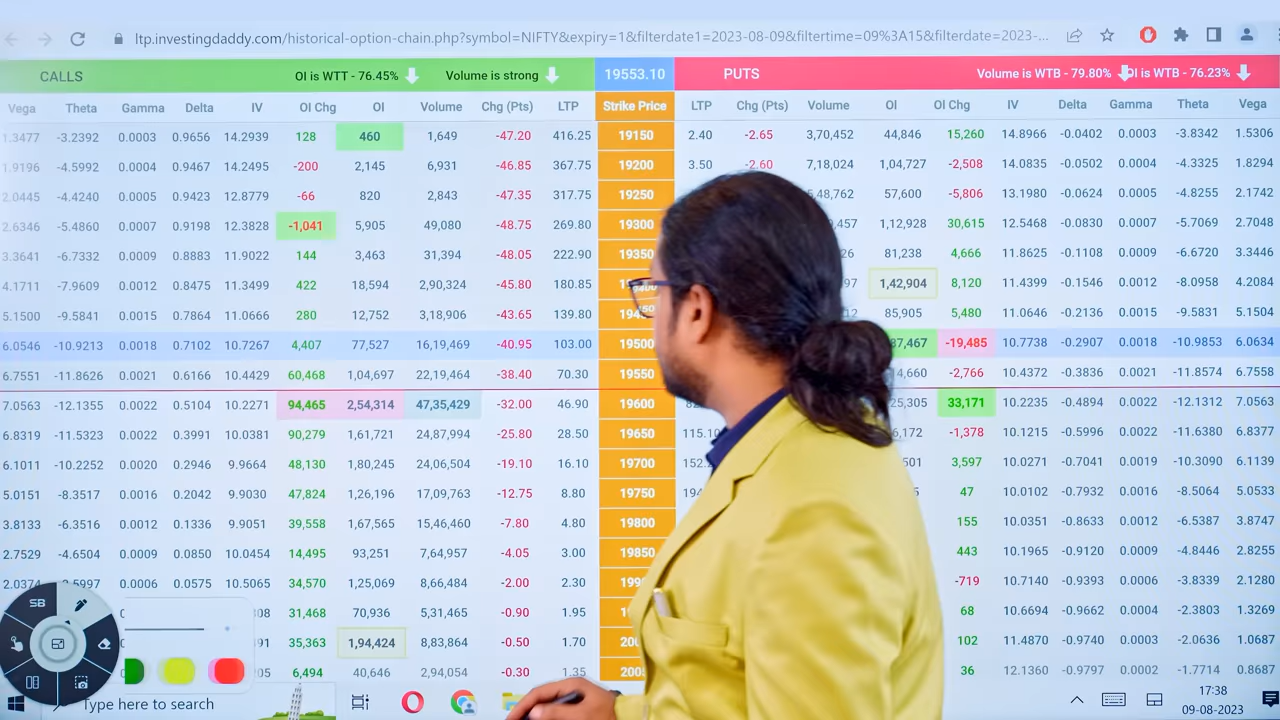 ltp.investingdaddy.com/historical-option-chain.php?symbol=NIFTY&expiry=1&filterdate1=2023-08-09&filtertime=09%3A15&filterdate=2023-...
CALLS OI is WTT - 76.45% Volume is strong 19553.10 PUTS Volume is WTB - 79.80% OI is WTB - 76.23%
Vega Theta Gamma Delta IV OI Chg OI Volume Chg (Pts) LTP Strike Price LTP Chg (Pts) Volume OI OI Chg IV Delta Gamma Theta Vega
1.3477 -3.2392 0.0003 0.9656 14.2939 128 460 1,649 -47.20 416.25 19150 2.40 -2.65 3,70,452 44,846 15,260 14.8966 -0.0402 0.0003 -3.8342 1.5306
1.9196 -4.5992 0.0004 0.9467 14.2495 -200 2,145 6,931 -46.85 367.75 19200 3.50 -2.60 7,18,024 1,04,727 -2,508 14.0835 -0.0502 0.0004 -4.3325 1.8294
2.0445 -4.4240 0.0005 0.9423 12.8779 -66 820 2,843 -47.35 317.75 19250 57,600 -5,806 13.1980 -0.0624 0.0005 -4.8255 2.1742
2.6346 -5.4860 0.0007 0.9198 12.3828 -1,041 5,905 49,080 -48.75 269.80 19300 1,12,928 30,615 12.5468 -0.0830 0.0007 -5.7069 2.7048
3.3641 -6.7332 0.0009 0.8883 11.9022 144 3,463 31,394 -48.05 222.90 19350 81,238 4,666 11.8625 -0.1108 0.0009 -6.6720 3.3446
4.1711 -7.9609 0.0012 0.8475 11.3499 422 18,594 2,90,324 -45.80 180.85 1,42,904 8,120 11.4399 -0.1546 0.0012 -8.0958 4.2084
5.1500 -9.5841 0.0015 0.7864 11.0666 280 12,752 3,18,906 -43.65 139.80 85,905 5,480 11.0646 -0.2136 0.0015 -9.5831 5.1504
6.0546 -10.9213 0.0018 0.7102 10.7267 4,407 77,527 16,19,469 -40.95 103.00 19500 -19,485 10.7738 -0.2907 0.0018 -10.9853 6.0634
6.7551 -11.8626 0.0021 0.6166 10.4429 60,468 1,04,697 22,19,464 -38.40 70.30 19550 -2,766 10.4372 -0.3836 0.0021 -11.8574 6.7558
7.0563 -12.1355 0.0022 0.5104 10.2271 94,465 2,54,314 47,35,429 -32.00 46.90 19600 33,171 10.2235 -0.4894 0.0022 -12.1312 7.0563
6.8319 -11.5323 0.0022 0.3991 10.0381 90,279 1,61,721 24,87,994 -25.80 28.50 19650 115.10 -1,378 10.1215 -0.5996 0.0022 -11.6380 6.8377
6.1011 -10.2252 0.0020 0.2946 9.9664 48,130 1,80,245 24,06,504 -19.10 16.10 19700 3,597 10.0271 -0.7041 0.0019 -10.3090 6.1139
5.0151 -8.3517 0.0016 0.2042 9.9030 47,824 1,20,196 17,09,763 -12.75 8.80 19750 47 10.0102 -0.7932 0.0016 -8.5064 5.0533
3.8133 -6.3516 0.0012 0.1336 9.9051 39,558 1,67,565 15,46,460 -7.80 4.80 19800 155 10.0351 -0.8633 0.0012 -6.5387 3.8747
2.7529 -4.6504 0.0009 0.0850 10.0454 14,495 93,251 7,64,957 -4.05 3.00 19850 443 10.1965 -0.9120 0.0009 -4.8446 2.8255
0.0006 0.0575 10.5065 34,570 1,25,069 8,66,484 -2.00 2.30 -719 10.7140 -0.9393 0.0006 -3.8339 2.1280
31,468 70,936 5,31,465 -0.90 1.95 68 10.6694 -0.9662 0.0004 -2.3803 1.3269
35,363 1,94,424 8,83,864 -0.50 1.70 102 11.4870 -0.9740 0.0003 -2.0636 1.0687
6,494 40,646 2,94,054 -0.30 1.35 36 12.1360 -0.9797 0.0002 -1.7714 0.8687
SB
Type here to search
17:38
09-08-2023